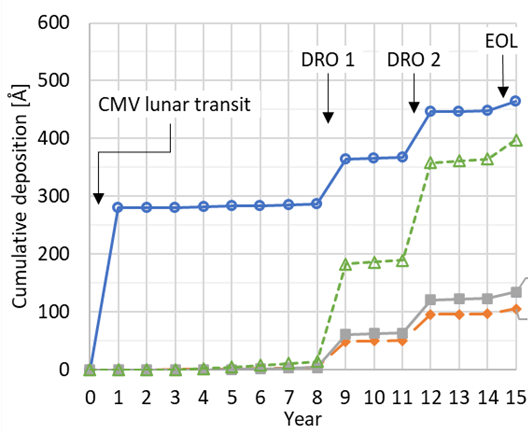 600
500
400
300
200
100
0
Cumulative deposition [Å]
CMV lunar transit
DRO 1
DRO 2
EOL
0 1 2 3 4 5 6 7 8 9 10 11 12 13 14 15
Year